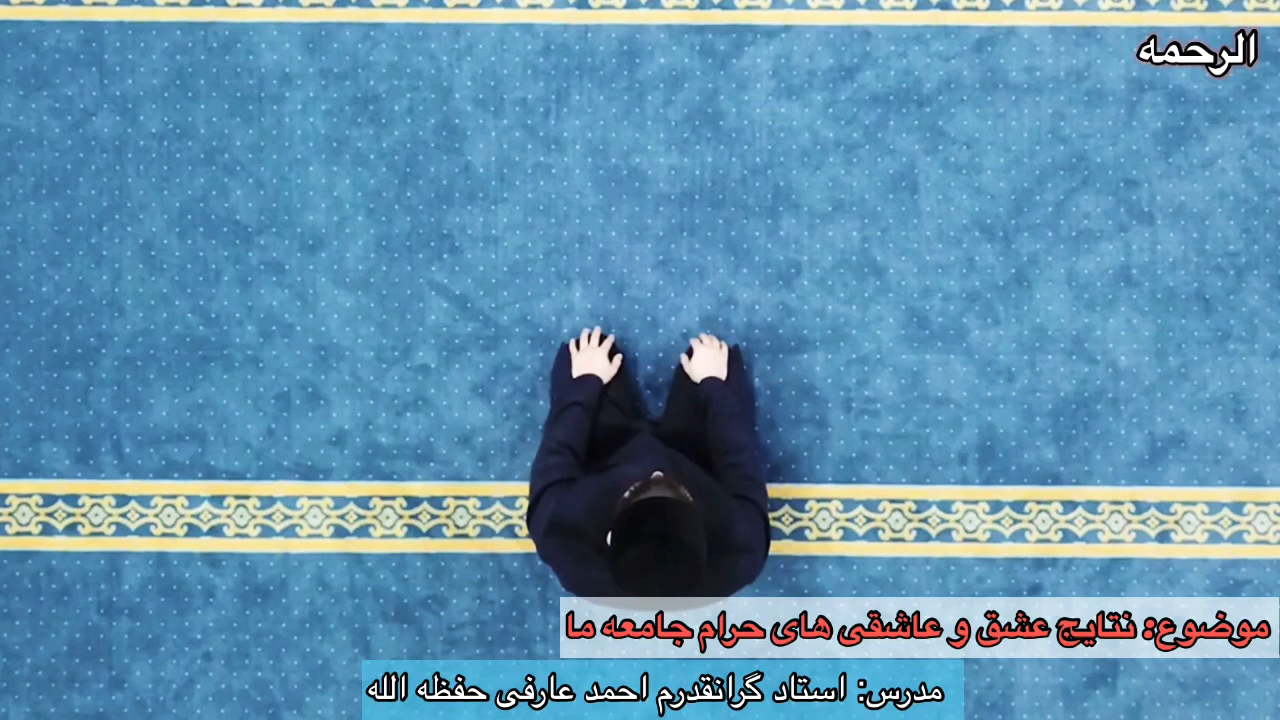 الرحمه
موضوع: نتایج عشق و عاشقی های حرام جامعه ما
مدرس: استاد گرانقدرم احمد عارفی حفظه الله